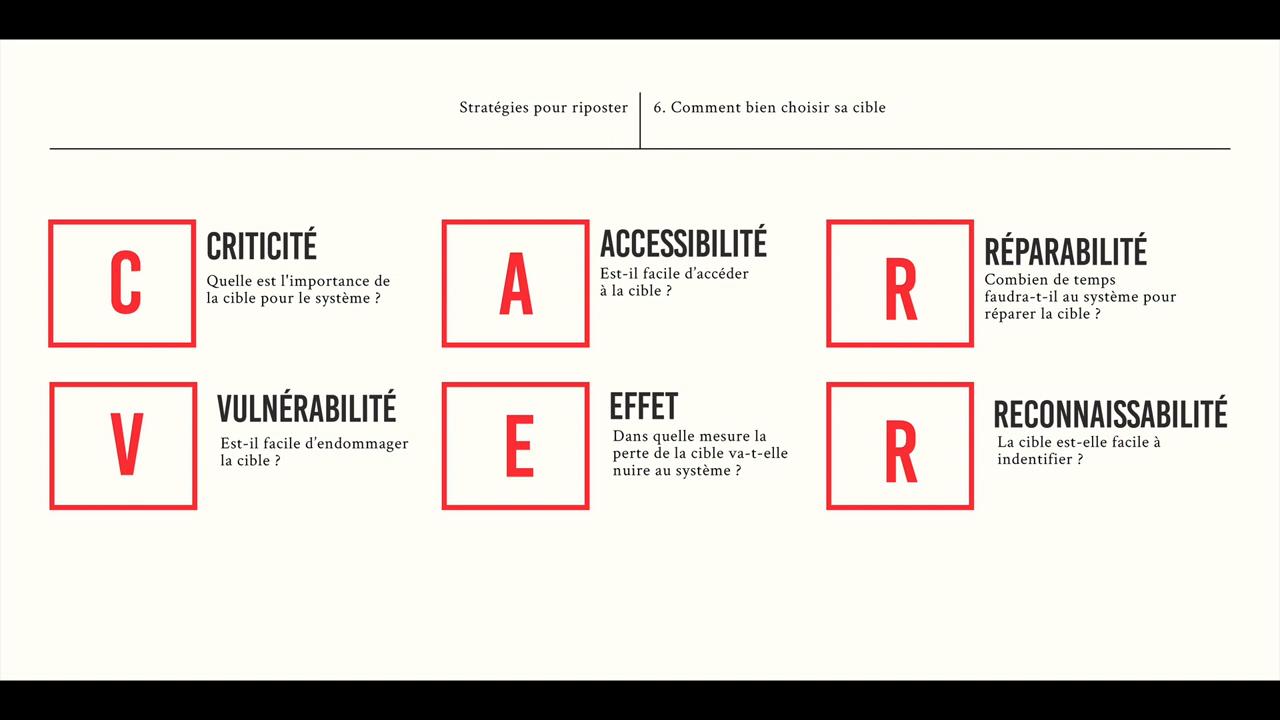 Stratégies pour riposter
6. Comment bien choisir sa cible
C
CRITICITÉ
Quelle est l'importance de
la cible pour le système ?
A
ACCESSIBILITÉ
Est-il facile d’accéder
à la cible ?
R
RÉPARABILITÉ
Combien de temps
faudra-t-il au système pour
réparer la cible ?
V
VULNÉRABILITÉ
Est-il facile d’endommager
la cible ?
E
EFFET
Dans quelle mesure la
perte de la cible va-t-elle
nuire au système ?
R
RECONNAISSABILITÉ
La cible est-elle facile à
indentifier ?